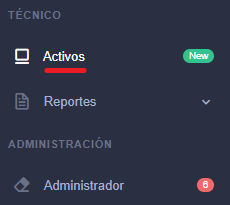 TÉCNICO
Activos New
Reportes
ADMINISTRACIÓN
Administrador 6